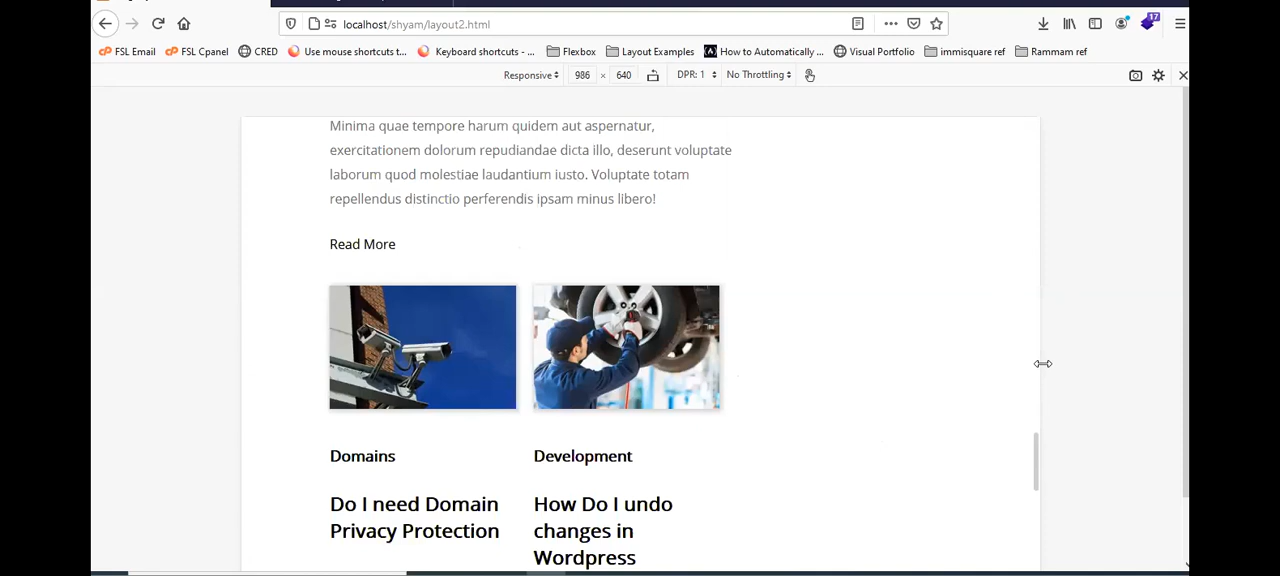 localhost/shyam/layout2.html
17
FSL Email
FSL Cpanel
CRED
Use mouse shortcuts t...
Keyboard shortcuts - ...
Flexbox
Layout Examples
How to Automatically ...
Visual Portfolio
immisquare ref
Rammam ref
Responsive
986 × 640
DPR: 1
No Throttling
Minima quae tempore harum quidem aut aspernatur,
exercitationem dolorum repudiandae dicta illo, deserunt voluptate
laborum quod molestiae laudantium iusto. Voluptate totam
repellendus distinctio perferendis ipsam minus libero!
Read More
Domains
Do I need Domain
Privacy Protection
Development
How Do I undo
changes in
Wordpress